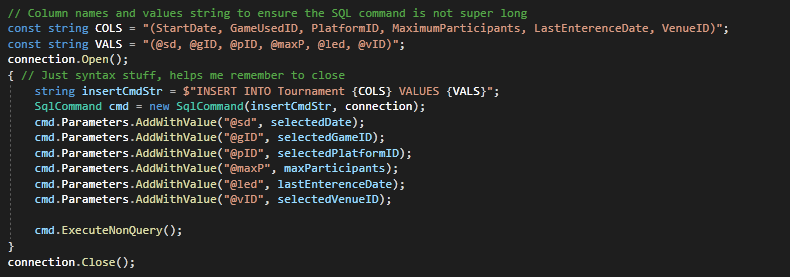 // Column names and values string to ensure the SQL command is not super long
const string COLS = "(StartDate, GameUsedID, PlatformID, MaximumParticipants, LastEnterenceDate, VenueID)";
const string VALS = "(@sd, @gID, @pID, @maxP, @led, @vID)";
connection.Open();
{ // Just syntax stuff, helps me remember to close
    string insertCmdStr = $"INSERT INTO Tournament {COLS} VALUES {VALS}";
    SqlCommand cmd = new SqlCommand(insertCmdStr, connection);
    cmd.Parameters.AddWithValue("@sd", selectedDate);
    cmd.Parameters.AddWithValue("@gID", selectedGameID);
    cmd.Parameters.AddWithValue("@pID", selectedPlatformID);
    cmd.Parameters.AddWithValue("@maxP", maxParticipants);
    cmd.Parameters.AddWithValue("@led", lastEnterenceDate);
    cmd.Parameters.AddWithValue("@vID", selectedVenueID);

    cmd.ExecuteNonQuery();
}
connection.Close();